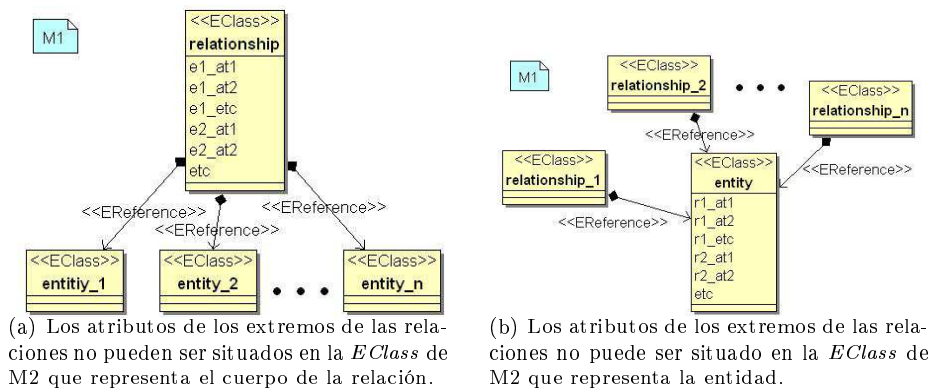 M1
<<EClass>>
relationship
e1_at1
e1_at2
e1_etc
e2_at1
e2_at2
etc
<<EReference>>
<<EReference>>
<<EReference>>
<<EClass>>
entitiy_1
<<EClass>>
entity_2
<<EClass>>
entity_n
(a) Los atributos de los extremos de las rela-
ciones no pueden ser situados en la EClass de
M2 que representa el cuerpo de la relación.
M1
<<EClass>>
relationship_2
<<EClass>>
relationship_n
<<EReference>>
<<EClass>>
relationship_1
<<EReference>>
<<EReference>>
<<EClass>>
entity
r1_at1
r1_at2
r1_etc
r2_at1
r2_at2
etc
(b) Los atributos de los extremos de las rela-
ciones no puede ser situado en la EClass de
M2 que representa la entidad.